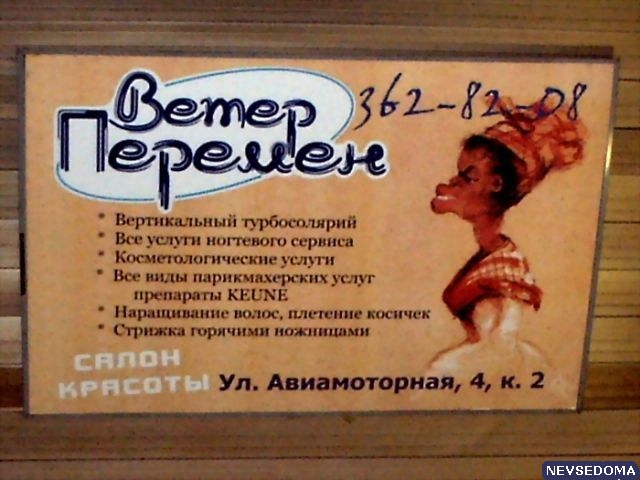 Ветер
Перемен
362-82-08
* Вертикальный турбосолярий
* Все услуги ногтевого сервиса
* Косметологические услуги
* Все виды парикмахерских услуг
препараты KEUNE
* Наращивание волос, плетение косичек
* Стрижка горячими ножницами
САЛОН
КРАСОТЫ Ул. Авиамоторная, 4, к. 2
NEVSEDOMA